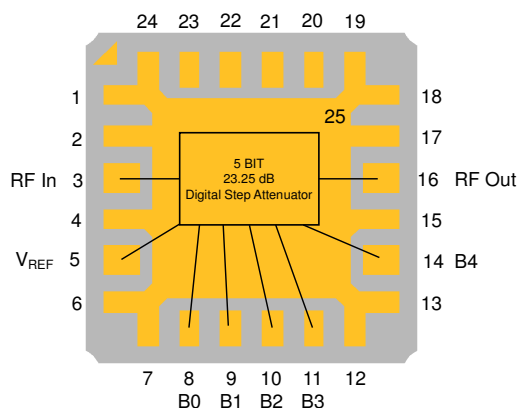 24 23 22 21 20 19
1 18
25
2 17
5 BIT
23.25 dB
Digital Step Attenuator
RF In 3 16 RF Out
4 15
VREF 5 14 B4
6 13
7 8 9 10 11 12
B0 B1 B2 B3